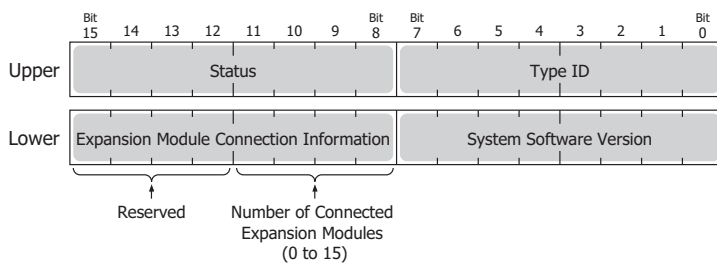 Bit 15 14 13 12 11 10 9 Bit 8 Bit 7 6 5 4 3 2 1 Bit 0
Upper Status Type ID
Lower Expansion Module Connection Information System Software Version
Reserved
Number of Connected
Expansion Modules
(0 to 15)